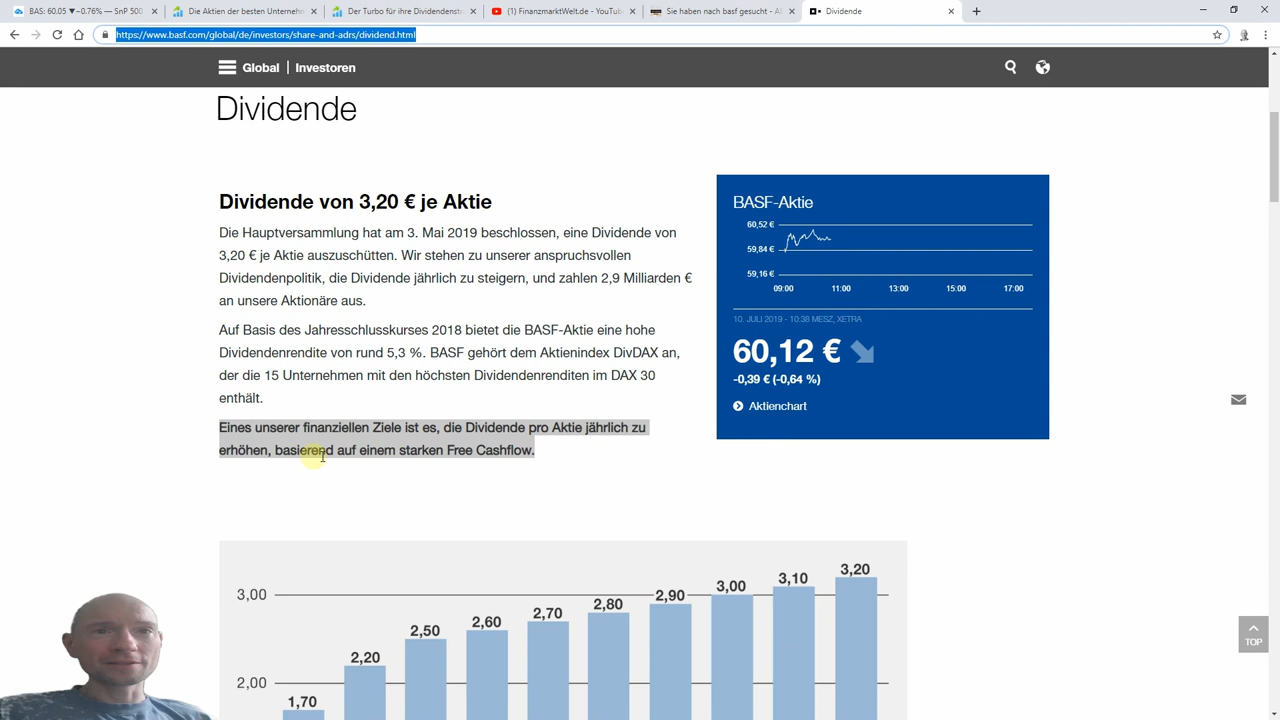 BAS: 60,05 ▼−0.76% — SnP 500
Die Aktien der besten Unternehm
Der Turbo für ihre Dividendenst
(1) FinanzmarktWelt.de - YouTube
Sie haben nach basf gesucht - A
Dividende
https://www.basf.com/global/de/investors/share-and-adrs/dividend.html
Global | Investoren
Dividende
Dividende von 3,20 € je Aktie
Die Hauptversammlung hat am 3. Mai 2019 beschlossen, eine Dividende von
3,20 € je Aktie auszuschütten. Wir stehen zu unserer anspruchsvollen
Dividendenpolitik, die Dividende jährlich zu steigern, und zahlen 2,9 Milliarden €
an unsere Aktionäre aus.
Auf Basis des Jahresschlusskurses 2018 bietet die BASF-Aktie eine hohe
Dividendenrendite von rund 5,3 %. BASF gehört dem Aktienindex DivDAX an,
der die 15 Unternehmen mit den höchsten Dividendenrenditen im DAX 30
enthält.
Eines unserer finanziellen Ziele ist es, die Dividende pro Aktie jährlich zu
erhöhen, basierend auf einem starken Free Cashflow.
BASF-Aktie
60,52 €
59,84 €
59,16 €
09:00 11:00 13:00 15:00 17:00
10. JULI 2019 - 10:38 MESZ, XETRA
60,12 €
-0,39 € (-0,64 %)
Aktienchart
TOP
3,00
2,00
1,70
2,20
2,50
2,60
2,70
2,80
2,90
3,00
3,10
3,20